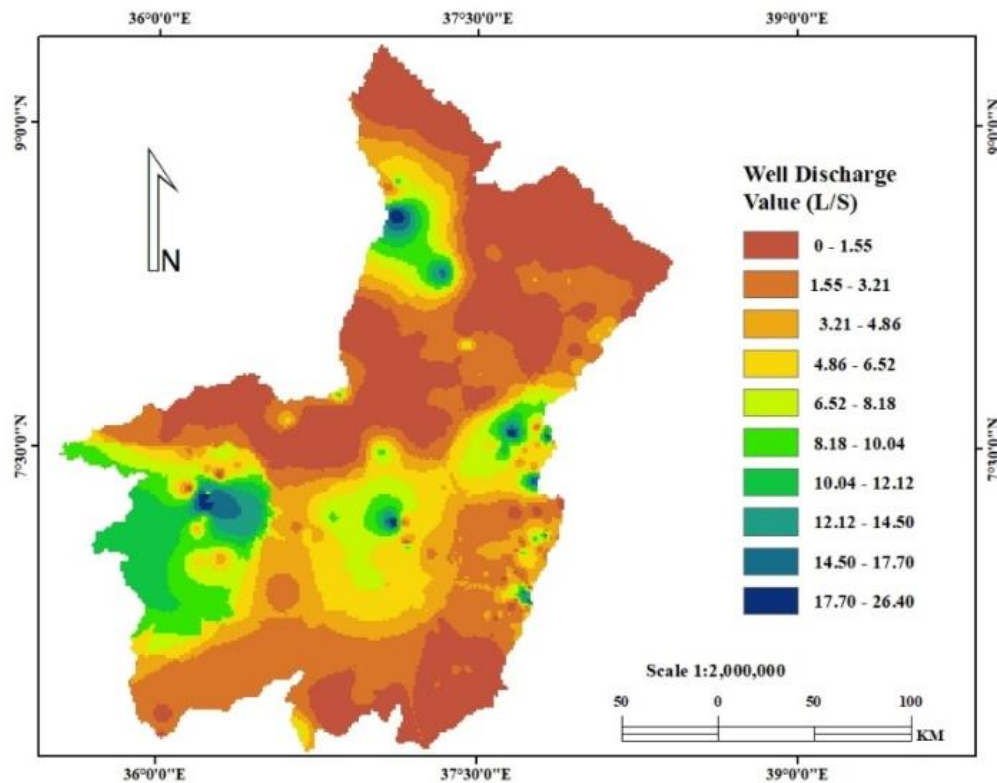 36°0'0"E 37°30'0"E 39°0'0"E
9°0'0"N 9°0'0"N
Well Discharge
Value (L/S)
0 - 1.55
N
1.55 - 3.21
3.21 - 4.86
4.86 - 6.52
6.52 - 8.18
7°30'0"N 8.18 - 10.04 7°30'0"N
10.04 - 12.12
12.12 - 14.50
14.50 - 17.70
17.70 - 26.40
Scale 1:2,000,000
50 0 50 100
KM
36°0'0"E 37°30'0"E 39°0'0"E